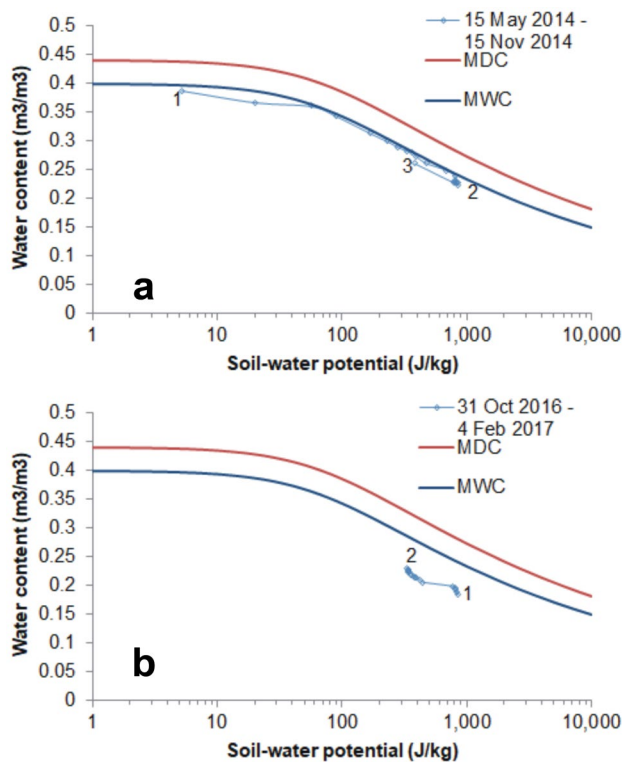 0.5
0.45
0.4
0.35
0.3
0.25
0.2
0.15
0.1
0.05
0
Water content (m3/m3)
15 May 2014 -
15 Nov 2014
MDC
MWC
1
3
2
a
1
10
100
1,000
10,000
Soil-water potential (J/kg)
0.5
0.45
0.4
0.35
0.3
0.25
0.2
0.15
0.1
0.05
0
Water content (m3/m3)
31 Oct 2016 -
4 Feb 2017
MDC
MWC
2
1
b
1
10
100
1,000
10,000
Soil-water potential (J/kg)